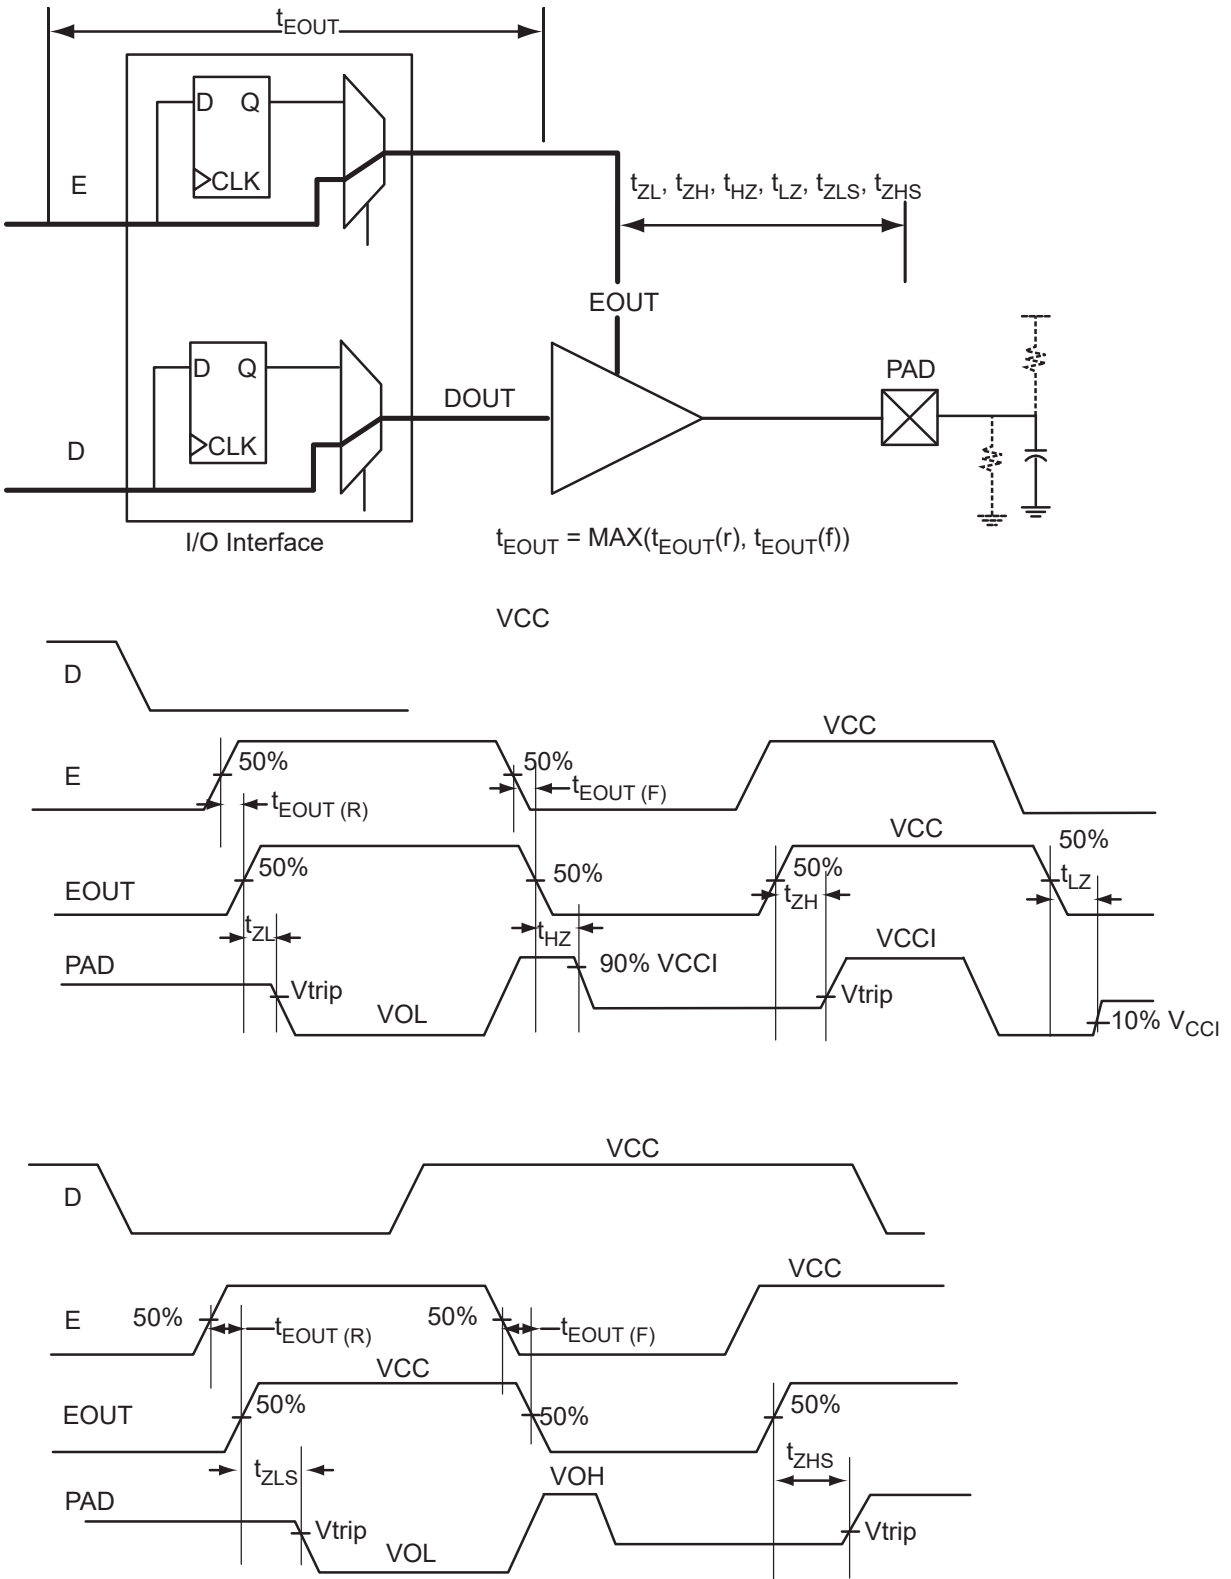 tEOUT
D Q
CLK
E
tZL, tZH, tHZ, tLZ, tZLS, tZHS
EOUT
D Q
CLK
D
DOUT
PAD
I/O Interface
tEOUT = MAX(tEOUT(r), tEOUT(f))
VCC
D
VCC
E
50%
50%
tEOUT (R)
tEOUT (F)
VCC
50%
EOUT
50%
50%
50%
tZL
tHZ
tZH
tLZ
PAD
VCCI
90% VCCI
Vtrip
Vtrip
VOL
10% VCCI
VCC
D
VCC
E
50%
50%
tEOUT (R)
tEOUT (F)
VCC
EOUT
50%
50%
50%
tZLS
tZHS
PAD
VOH
Vtrip
Vtrip
VOL